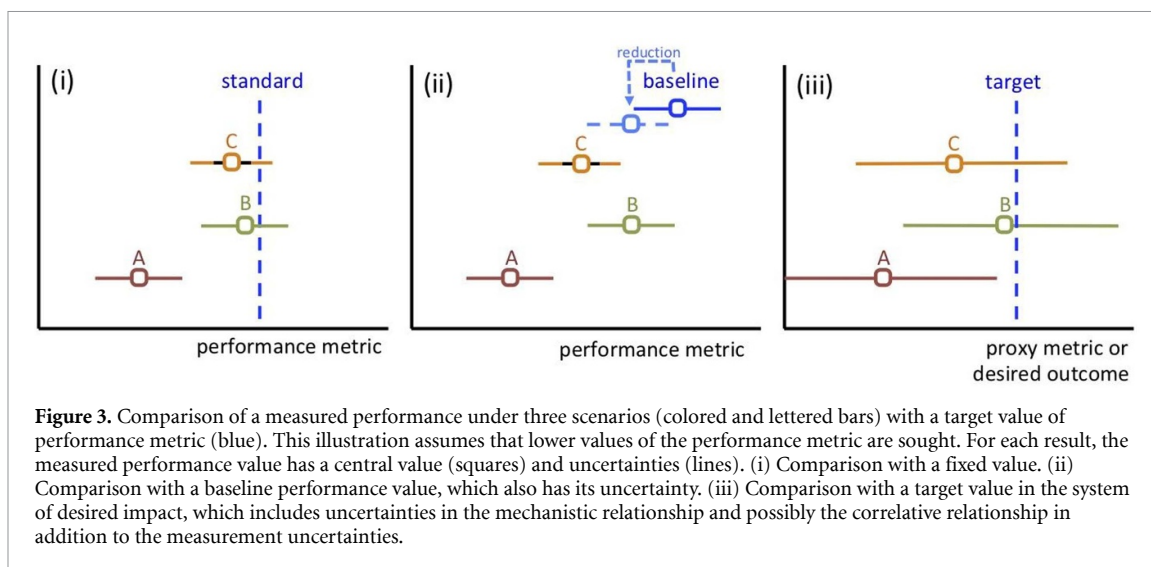 (i)
standard
C
B
A
performance metric
(ii)
reduction
baseline
C
B
A
performance metric
(iii)
target
C
B
A
proxy metric or
desired outcome
Figure 3. Comparison of a measured performance under three scenarios (colored and lettered bars) with a target value of
performance metric (blue). This illustration assumes that lower values of the performance metric are sought. For each result, the
measured performance value has a central value (squares) and uncertainties (lines). (i) Comparison with a fixed value. (ii)
Comparison with a baseline performance value, which also has its uncertainty. (iii) Comparison with a target value in the system
of desired impact, which includes uncertainties in the mechanistic relationship and possibly the correlative relationship in
addition to the measurement uncertainties.